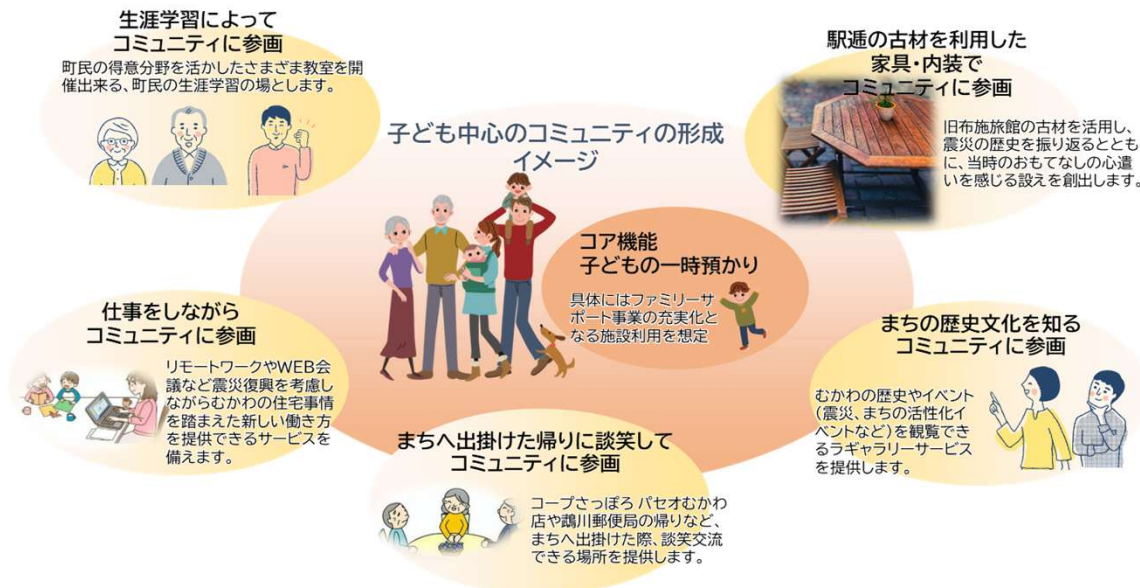 生涯学習によって
コミュニティに参画
町民の得意分野を活かしたさまざま教室を開
催出来る、町民の生涯学習の場とします。
駅逓の古材を利用した
家具・内装で
コミュニティに参画
旧布施旅館の古材を活用し、
震災の歴史を振り返るととも
に、当時のおもてなしの心遣
いを感じる設えを創出します。
子ども中心のコミュニティの形成
イメージ
コア機能
子どもの一時預かり
具体にはファミリーサ
ポート事業の充実化と
なる施設利用を想定
仕事をしながら
コミュニティに参画
リモートワークやWEB会
議など震災復興を考慮し
ながらむかわの住宅事情
を踏まえた新しい働き方
を提供できるサービスを
備えます。
まちの歴史文化を知る
コミュニティに参画
むかわの歴史やイベント
(震災、まちの活性化イ
ベントなど)を観覧でき
るラギャラリーサービス
を提供します。
まちへ出掛けた帰りに談笑して
コミュニティに参画
コープさっぽろ パセオむかわ
店や鵡川郵便局の帰りなど、
まちへ出掛けた際、談笑交流
できる場所を提供します。